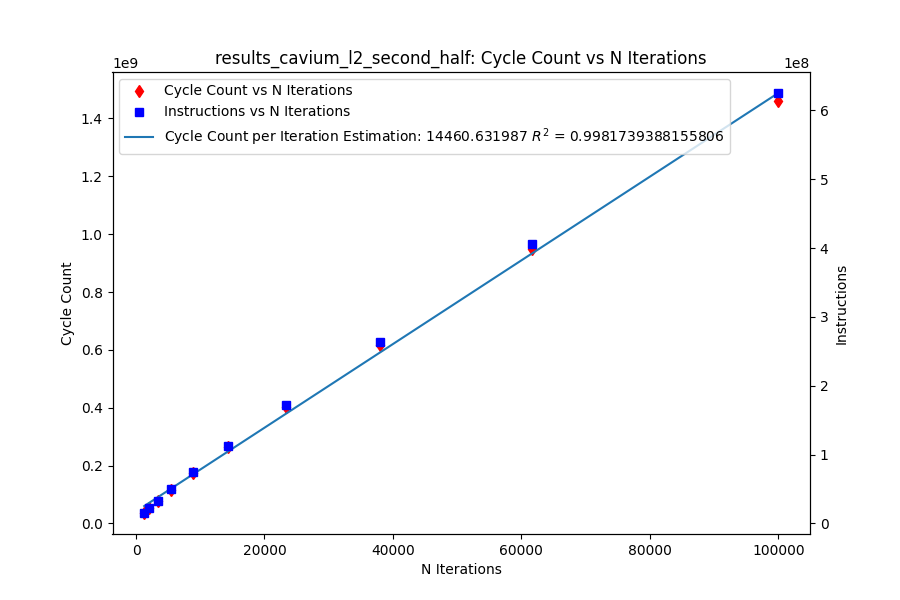 results_cavium_l2_second_half: Cycle Count vs N Iterations
1e9
1e8
Cycle Count vs N Iterations
Instructions vs N Iterations
Cycle Count per Iteration Estimation: 14460.631987 R² = 0.9981739388155806
1.4
1.2
1.0
0.8
0.6
0.4
0.2
0.0
Cycle Count
6
5
4
3
2
1
0
Instructions
0
20000
40000
60000
80000
100000
N Iterations